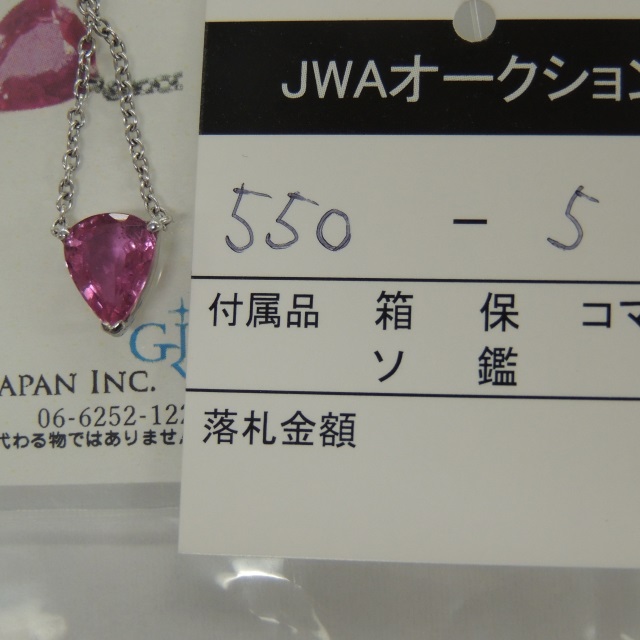 JWAオークション
550 - 5
付属品 箱 保 コマ
ソ 鑑
落札金額
APAN INC.
06-6252-122
代わる物ではありません